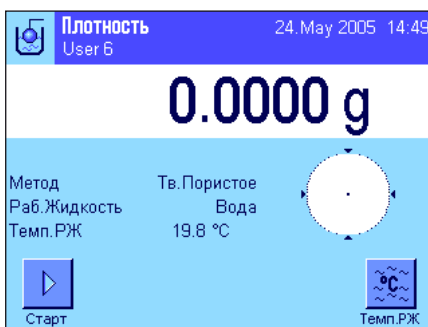 Плотность 24.May 2005 14:49
User 6
0.0000 g
Метод Тв.Пористое
Раб.Жидкость Вода
Темп.РЖ 19.8 °C
°C
Старт Темп.РЖ